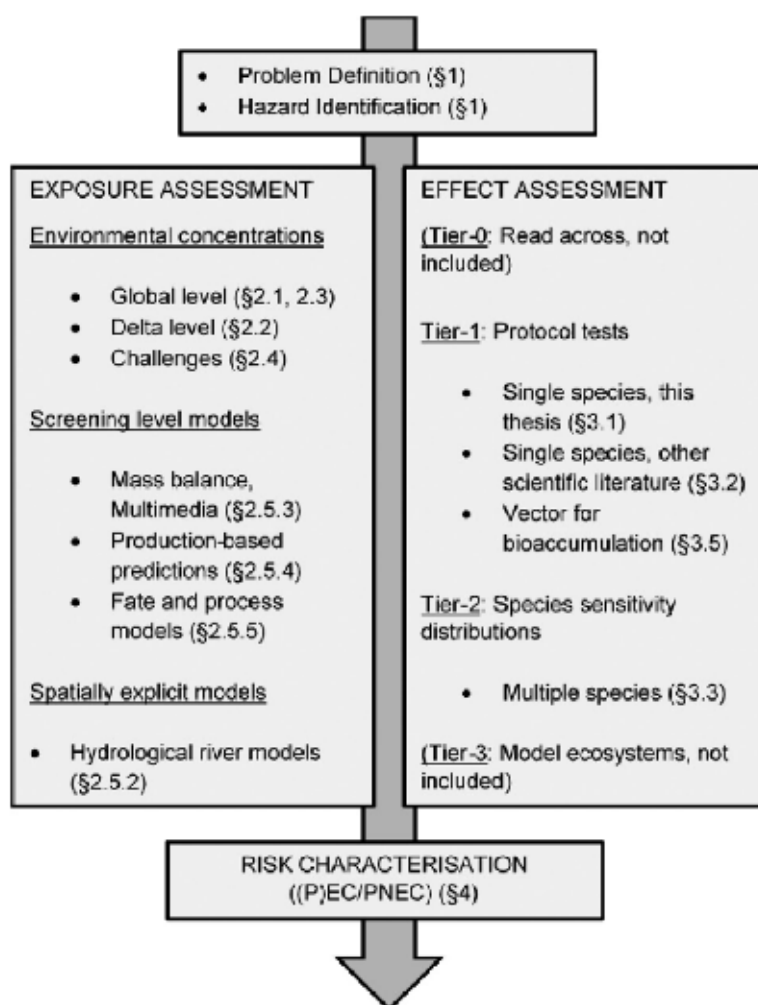 • Problem Definition (§1)
• Hazard Identification (§1)
EXPOSURE ASSESSMENT
Environmental concentrations
• Global level (§2.1, 2.3)
• Delta level (§2.2)
• Challenges (§2.4)
Screening level models
• Mass balance,
Multimedia (§2.5.3)
• Production-based
predictions (§2.5.4)
• Fate and process
models (§2.5.5)
Spatially explicit models
• Hydrological river models
(§2.5.2)
EFFECT ASSESSMENT
(Tier-0: Read across, not
included)
Tier-1: Protocol tests
• Single species, this
thesis (§3.1)
• Single species, other
scientific literature (§3.2)
• Vector for
bioaccumulation (§3.5)
Tier-2: Species sensitivity
distributions
• Multiple species (§3.3)
(Tier-3: Model ecosystems, not
included)
RISK CHARACTERISATION
((P)EC/PNEC) (§4)